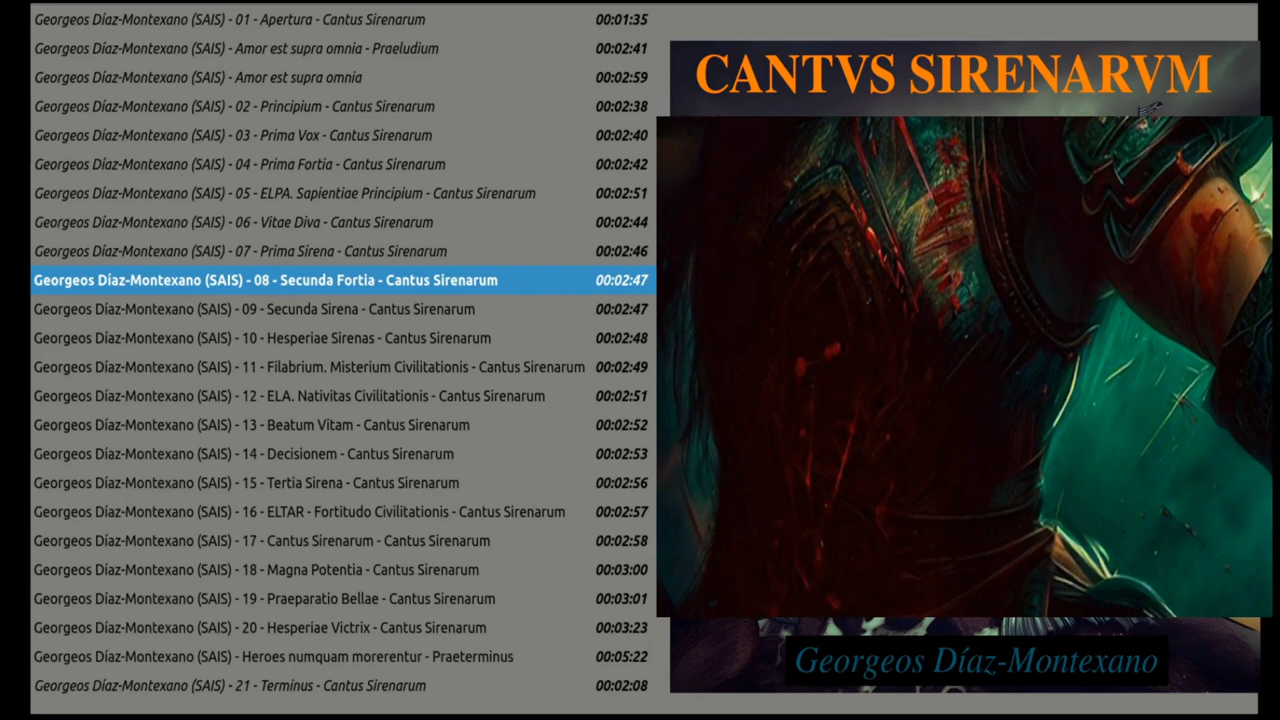 Georgeos Díaz-Montexano (SAIS) - 01 - Apertura - Cantus Sirenarum 00:01:35
Georgeos Díaz-Montexano (SAIS) - Amor est supra omnia - Praeludium 00:02:41
Georgeos Díaz-Montexano (SAIS) - Amor est supra omnia 00:02:59
Georgeos Díaz-Montexano (SAIS) - 02 - Principium - Cantus Sirenarum 00:02:38
Georgeos Díaz-Montexano (SAIS) - 03 - Prima Vox - Cantus Sirenarum 00:02:40
Georgeos Díaz-Montexano (SAIS) - 04 - Prima Fortia - Cantus Sirenarum 00:02:42
Georgeos Díaz-Montexano (SAIS) - 05 - ELPA. Sapientiae Principium - Cantus Sirenarum 00:02:51
Georgeos Díaz-Montexano (SAIS) - 06 - Vitae Diva - Cantus Sirenarum 00:02:44
Georgeos Díaz-Montexano (SAIS) - 07 - Prima Sirena - Cantus Sirenarum 00:02:46
Georgeos Díaz-Montexano (SAIS) - 08 - Secunda Fortia - Cantus Sirenarum 00:02:47
Georgeos Díaz-Montexano (SAIS) - 09 - Secunda Sirena - Cantus Sirenarum 00:02:47
Georgeos Díaz-Montexano (SAIS) - 10 - Hesperiae Sirenas - Cantus Sirenarum 00:02:48
Georgeos Díaz-Montexano (SAIS) - 11 - Filabrium. Misterium Civilitationis - Cantus Sirenarum 00:02:49
Georgeos Díaz-Montexano (SAIS) - 12 - ELA. Nativitas Civilitationis - Cantus Sirenarum 00:02:51
Georgeos Díaz-Montexano (SAIS) - 13 - Beatum Vitam - Cantus Sirenarum 00:02:52
Georgeos Díaz-Montexano (SAIS) - 14 - Decisionem - Cantus Sirenarum 00:02:53
Georgeos Díaz-Montexano (SAIS) - 15 - Tertia Sirena - Cantus Sirenarum 00:02:56
Georgeos Díaz-Montexano (SAIS) - 16 - ELTAR - Fortitudo Civilitationis - Cantus Sirenarum 00:02:57
Georgeos Díaz-Montexano (SAIS) - 17 - Cantus Sirenarum - Cantus Sirenarum 00:02:58
Georgeos Díaz-Montexano (SAIS) - 18 - Magna Potentia - Cantus Sirenarum 00:03:00
Georgeos Díaz-Montexano (SAIS) - 19 - Praeparatio Bellae - Cantus Sirenarum 00:03:01
Georgeos Díaz-Montexano (SAIS) - 20 - Hesperiae Victrix - Cantus Sirenarum 00:03:23
Georgeos Díaz-Montexano (SAIS) - Heroes numquam morerentur - Praeterminus 00:05:22
Georgeos Díaz-Montexano (SAIS) - 21 - Terminus - Cantus Sirenarum 00:02:08
CANTVS SIRENARVM
Georgeos Díaz-Montexano